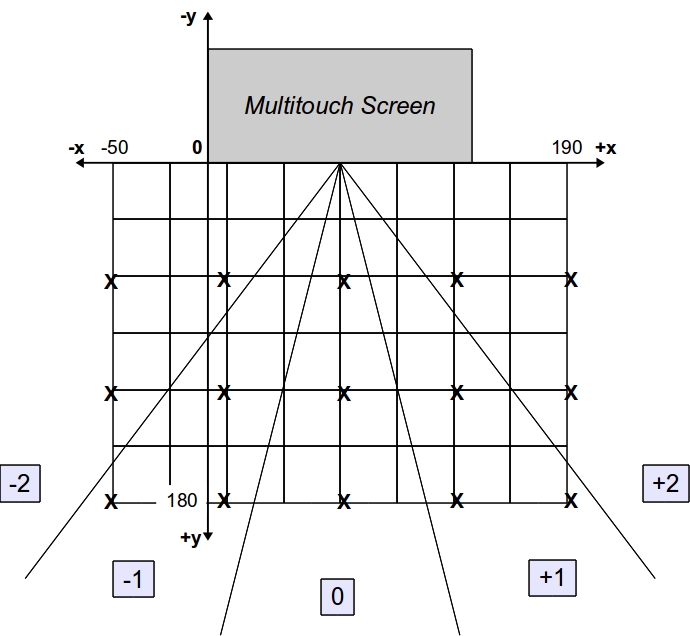 -y
Multitouch Screen
-x -50 0 190 +x
X X X X X
X X X X X
-2 +2
X 180 X X X X
+y
-1 0 +1